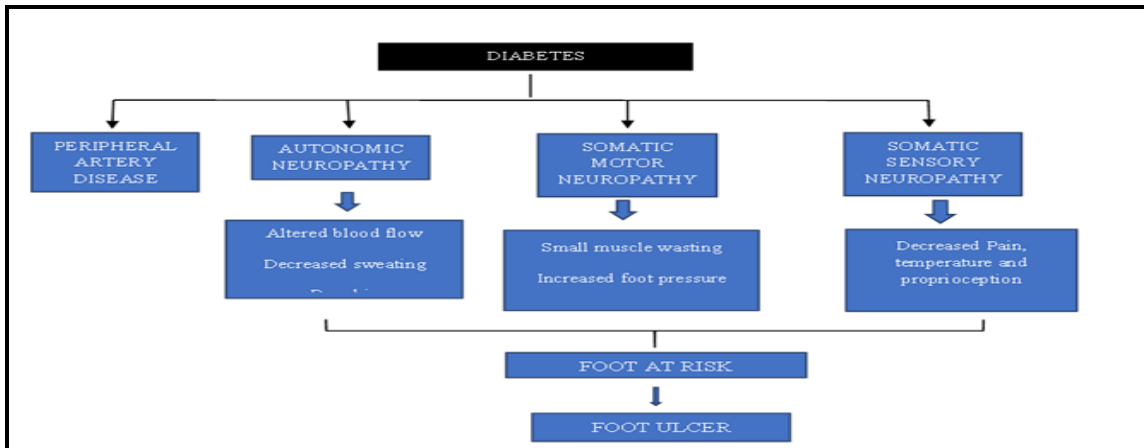 DIABETES
PERIPHERAL
ARTERY
DISEASE
AUTONOMIC
NEUROPATHY
SOMATIC
MOTOR
NEUROPATHY
SOMATIC
SENSORY
NEUROPATHY
Altered blood flow
Decreased sweating
Small muscle wasting
Increased foot pressure
Decreased Pain,
temperature and
proprioception
FOOT AT RISK
FOOT ULCER